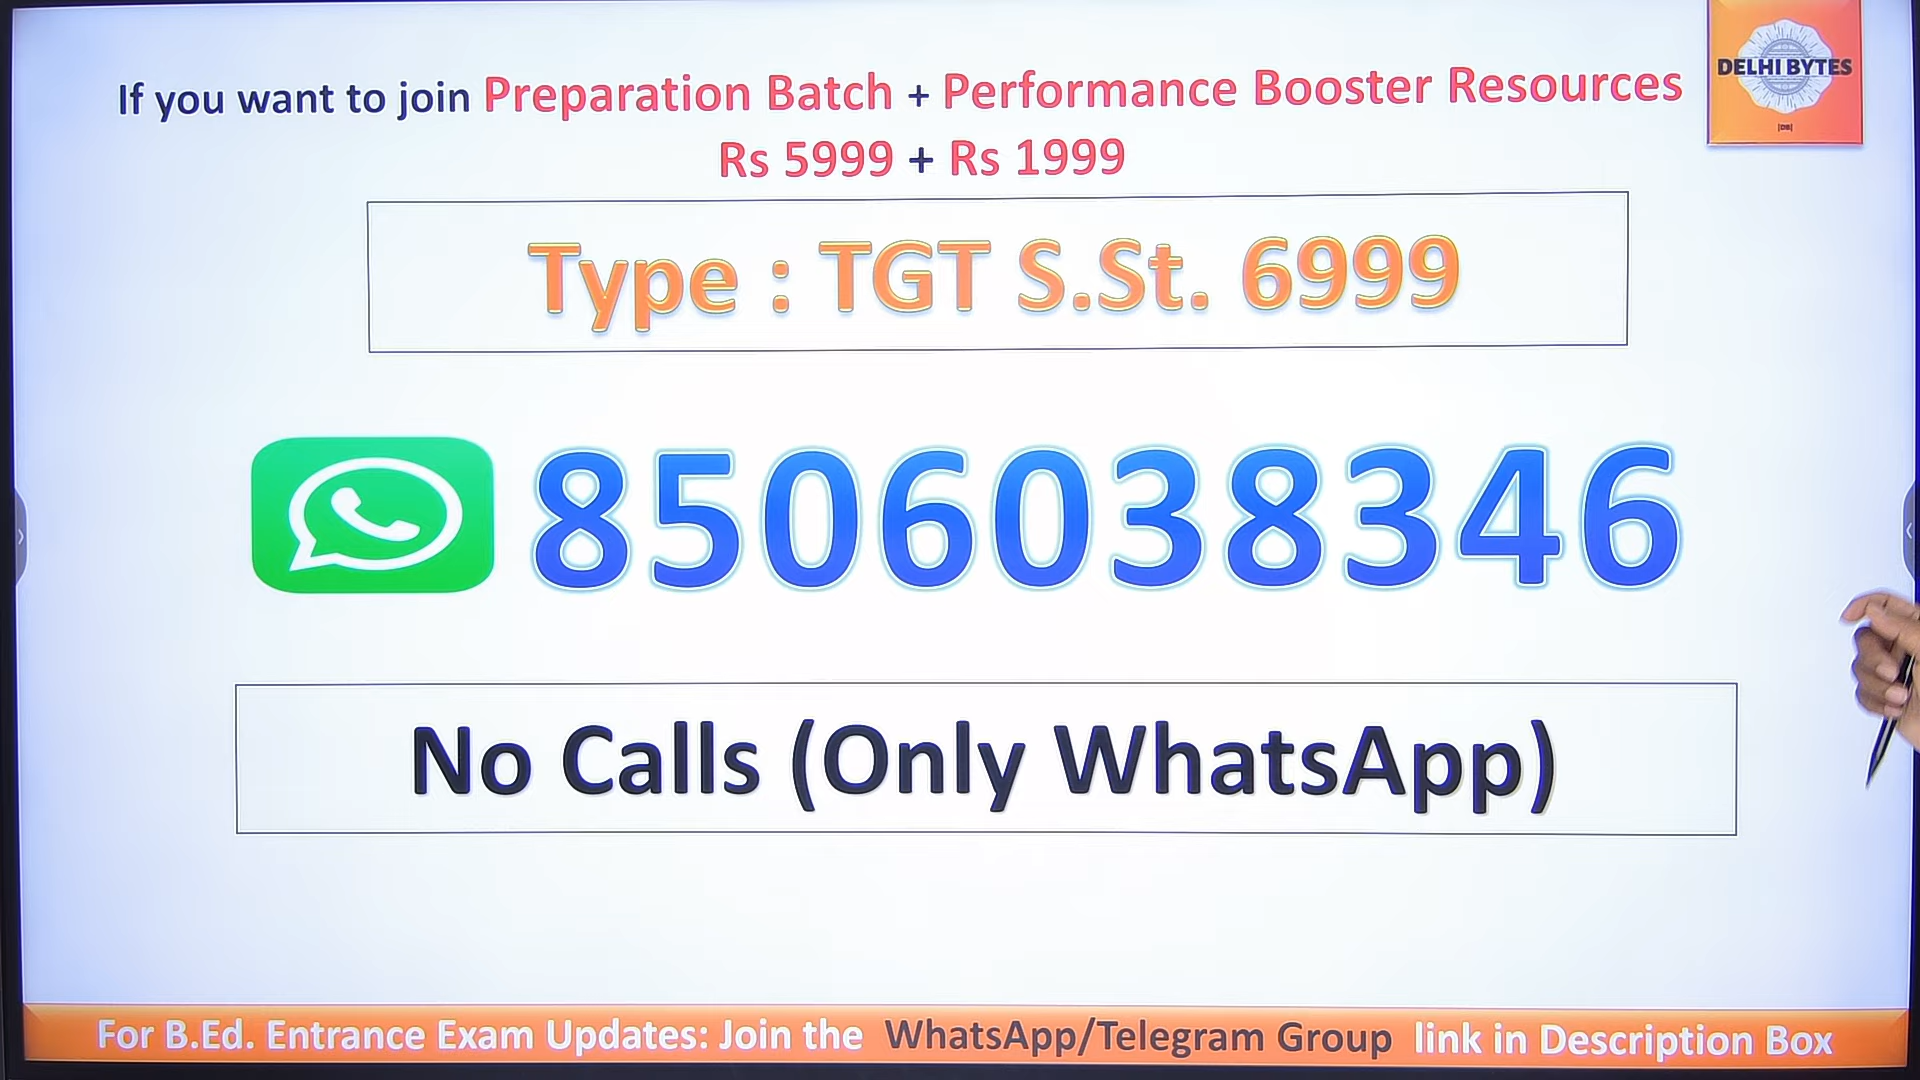 DELHI BYTES
|DB|
If you want to join Preparation Batch + Performance Booster Resources
Rs 5999 + Rs 1999
Type : TGT S.St. 6999
8506038346
No Calls (Only WhatsApp)
For B.Ed. Entrance Exam Updates: Join the WhatsApp/Telegram Group link in Description Box